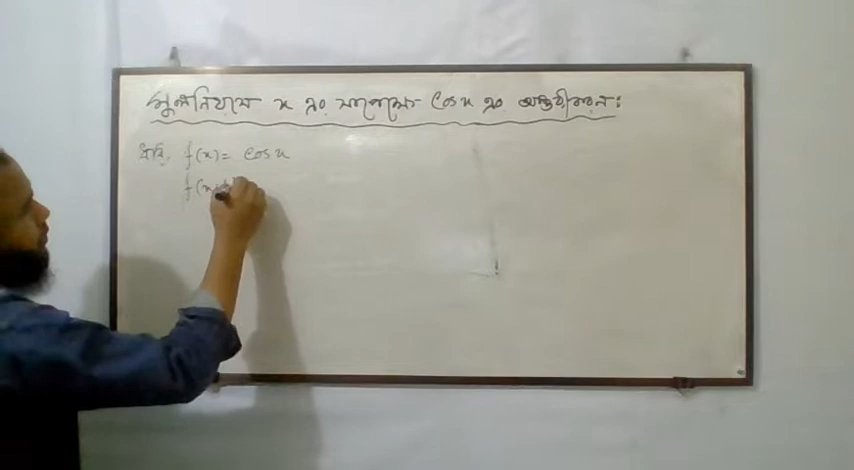 মূলনিয়মে x এর সাপেক্ষে Cos x এর অন্তরীকরণ:
ধরি, f(x) = Cos x
f(x+